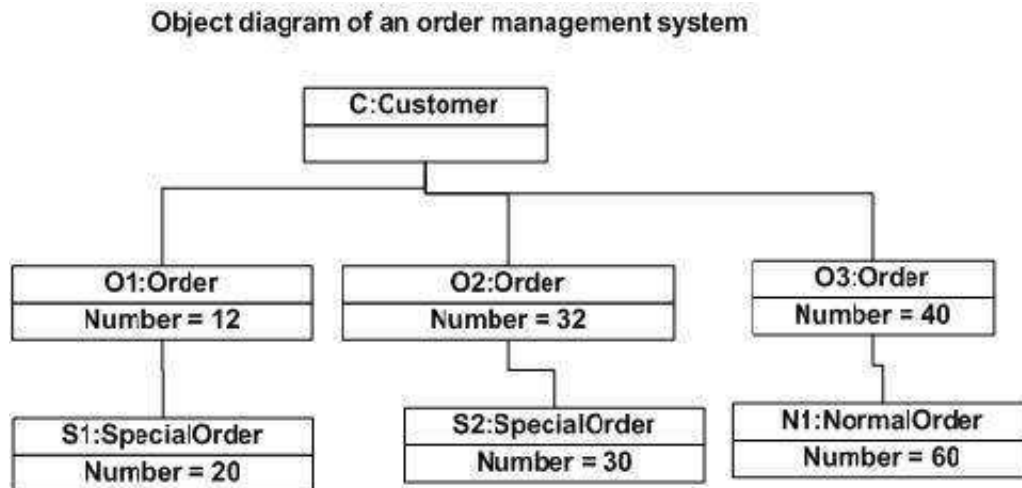 Object diagram of an order management system
C:Customer
O1:Order
Number = 12
O2:Order
Number = 32
O3:Order
Number = 40
S1:SpecialOrder
Number = 20
S2:SpecialOrder
Number = 30
N1:NormalOrder
Number = 60